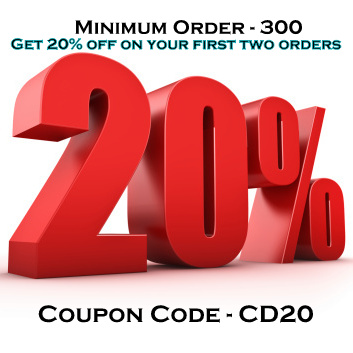 Minimum Order - 300
Get 20% off on your first two orders
20%
Coupon Code - CD20